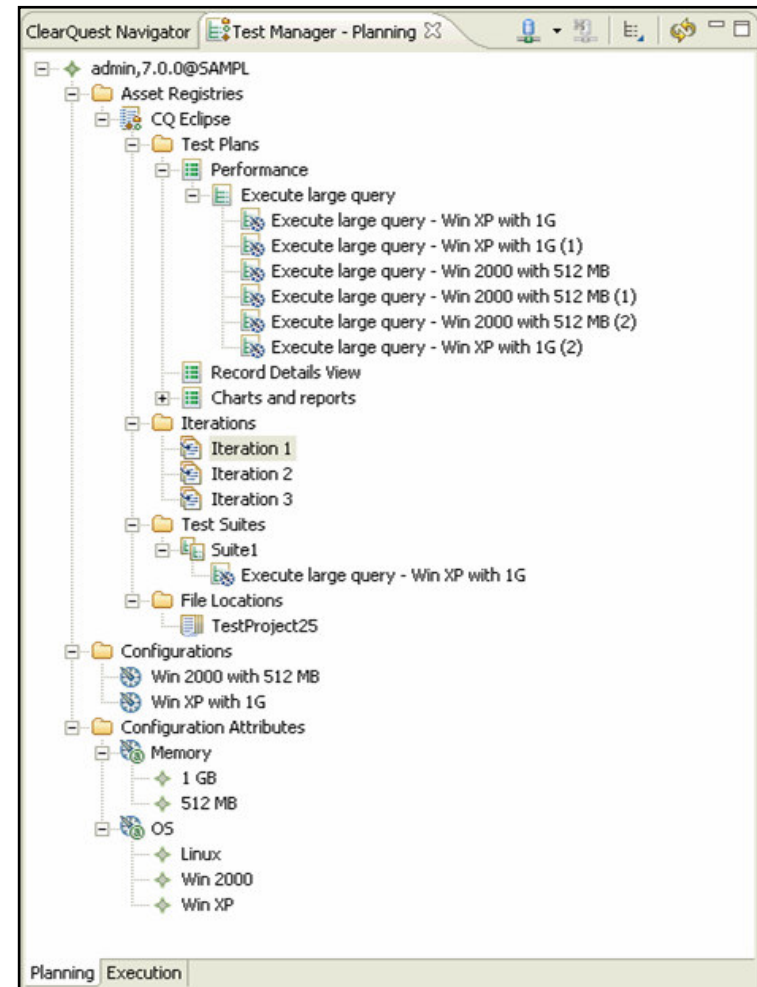 ClearQuest Navigator Test Manager - Planning
admin,7.0.0@SAMPL
Asset Registries
CQ Eclipse
Test Plans
Performance
Execute large query
Execute large query - Win XP with 1G
Execute large query - Win XP with 1G (1)
Execute large query - Win 2000 with 512 MB
Execute large query - Win 2000 with 512 MB (1)
Execute large query - Win 2000 with 512 MB (2)
Execute large query - Win XP with 1G (2)
Record Details View
Charts and reports
Iterations
Iteration 1
Iteration 2
Iteration 3
Test Suites
Suite1
Execute large query - Win XP with 1G
File Locations
TestProject25
Configurations
Win 2000 with 512 MB
Win XP with 1G
Configuration Attributes
Memory
1 GB
512 MB
OS
Linux
Win 2000
Win XP
Planning Execution